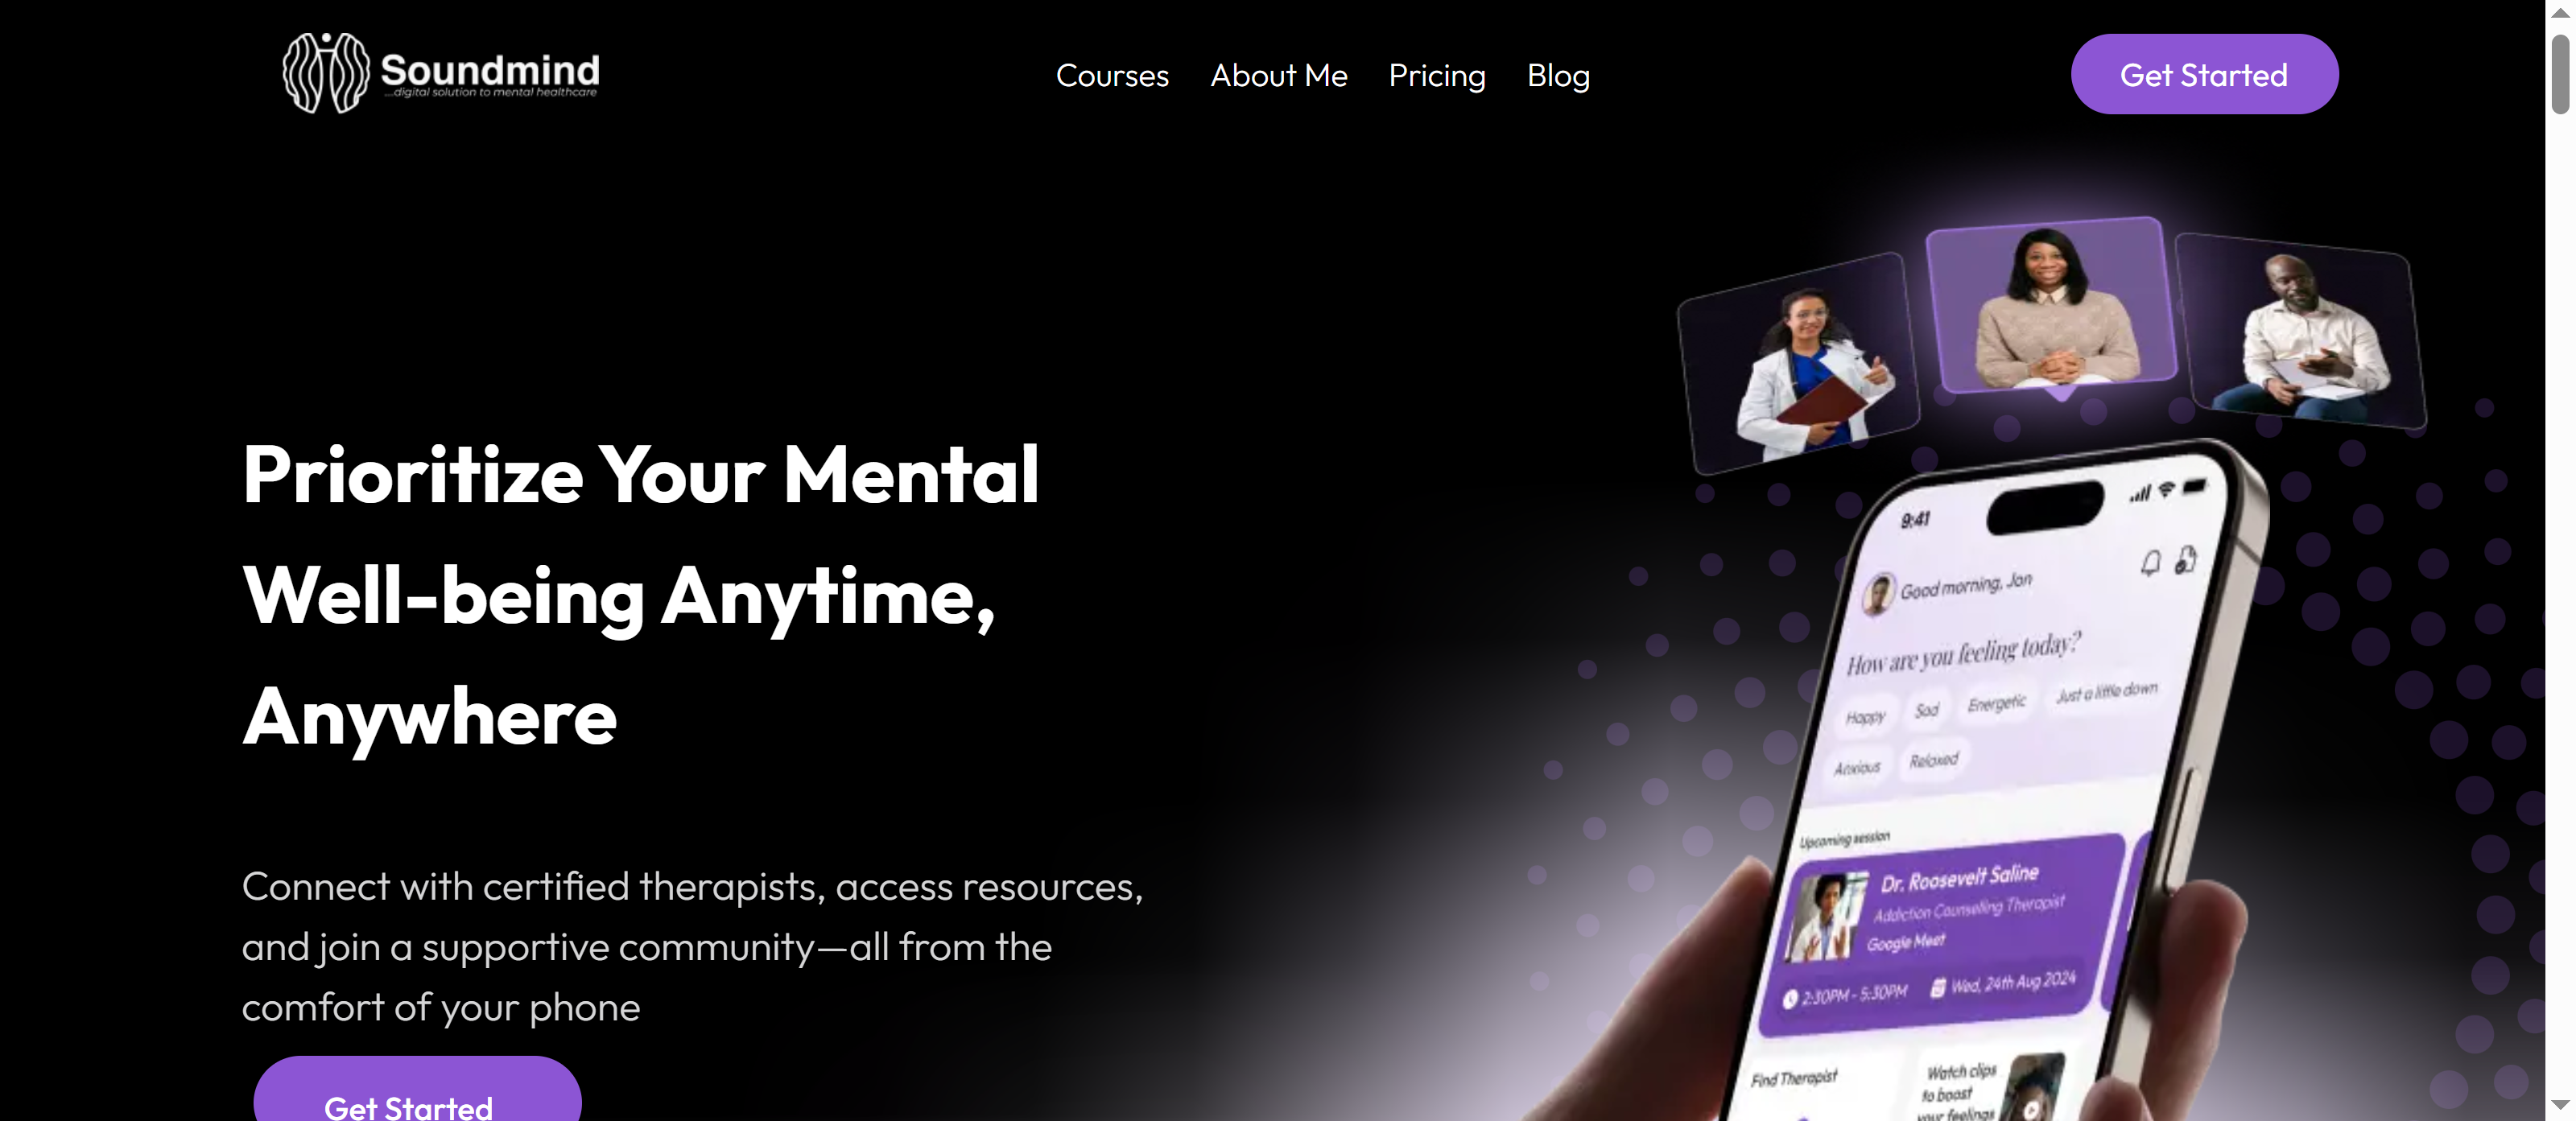 Soundmind
...digital solution to mental healthcare
Courses
About Me
Pricing
Blog
Get Started
Prioritize Your Mental
Well-being Anytime,
Anywhere
Connect with certified therapists, access resources,
and join a supportive community—all from the
comfort of your phone
Get Started
9:41
Good morning, Jon
How are you feeling today?
Happy
Sad
Energetic
Just a little down
Anxious
Relaxed
Upcoming session
Dr. Roosevelt Saline
Addiction Counselling Therapist
Google Meet
2:30PM - 5:30PM
Wed, 24th Aug 2024
Find Therapist
Watch clips
to boost
your feelings